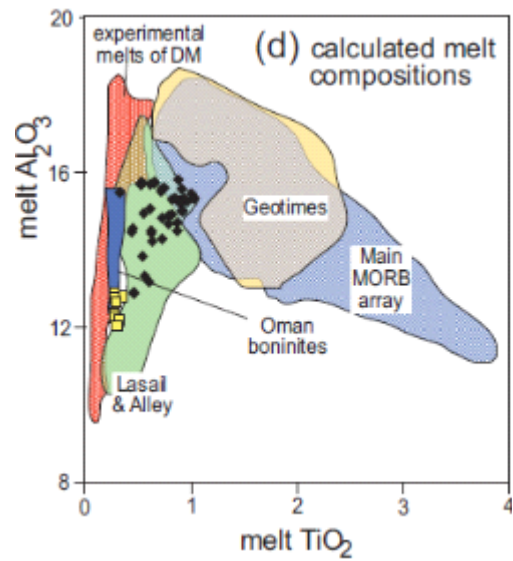 experimental
melts of DM
(d) calculated melt
compositions
20
16
12
8
melt Al2O3
Geotimes
Main
MORB
array
Oman
boninites
Lasail
& Alley
0
1
2
3
4
melt TiO2